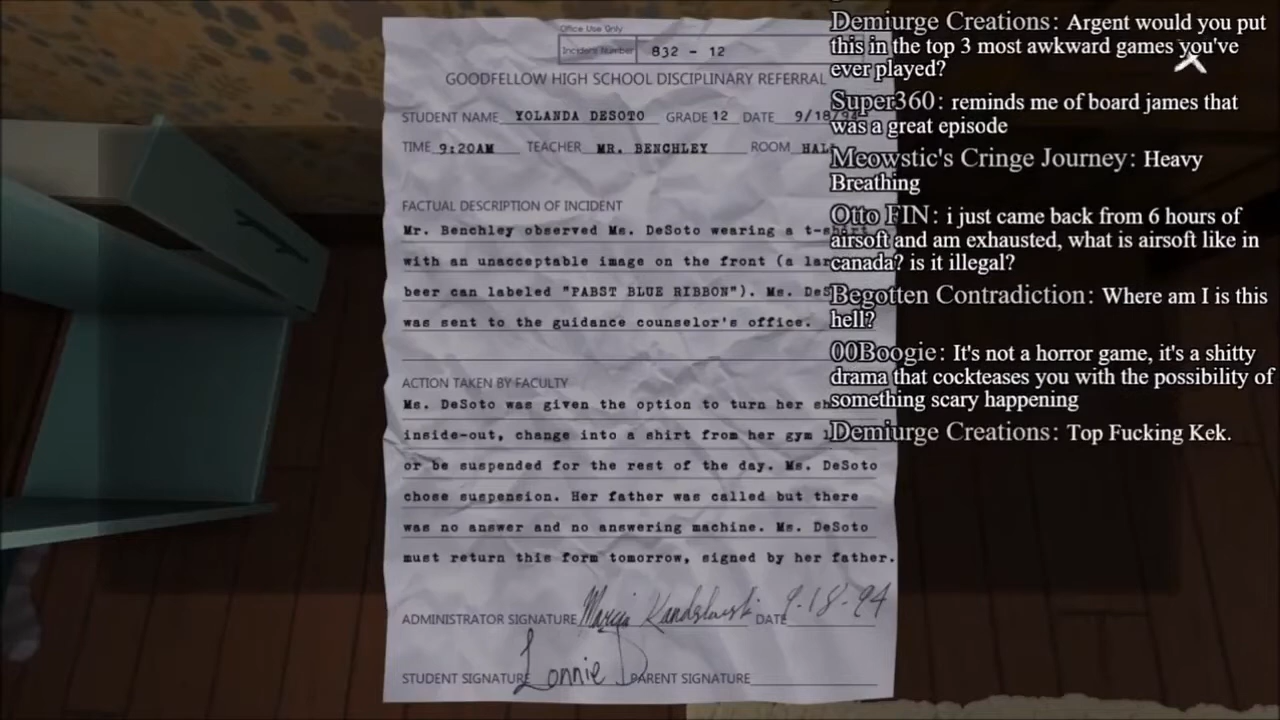 Office Use Only
Incident Number 832 - 12
GOODFELLOW HIGH SCHOOL DISCIPLINARY REFERRAL
STUDENT NAME YOLANDA DESOTO GRADE 12 DATE 9/18/94
TIME 9:20AM TEACHER MR. BENCHLEY ROOM
FACTUAL DESCRIPTION OF INCIDENT
Mr. Benchley observed Ms. DeSoto wearing a t-shirt
with an unacceptable image on the front (a
beer can labeled "PABST BLUE RIBBON"). Ms.
was sent to the guidance counselor's office.
ACTION TAKEN BY FACULTY
Ms. DeSoto was given the option to turn her
inside-out, change into a shirt from her gym
or be suspended for the rest of the day. Ms. DeSoto
chose suspension. Her father was called but there
was no answer and no answering machine. Ms. DeSoto
must return this form tomorrow, signed by her father.
ADMINISTRATOR SIGNATURE DATE 9-18-94
STUDENT SIGNATURE Lonnie D PARENT SIGNATURE
Demiurge Creations: Argent would you put
this in the top 3 most awkward games you've
ever played?
Super360: reminds me of board james that
was a great episode
Meowstic's Cringe Journey: Heavy
Breathing
Otto FIN: i just came back from 6 hours of
airsoft and am exhausted, what is airsoft like in
canada? is it illegal?
Begotten Contradiction: Where am I is this
hell?
00Boogie: It's not a horror game, it's a shitty
drama that cockteases you with the possibility of
something scary happening
Demiurge Creations: Top Fucking Kek.